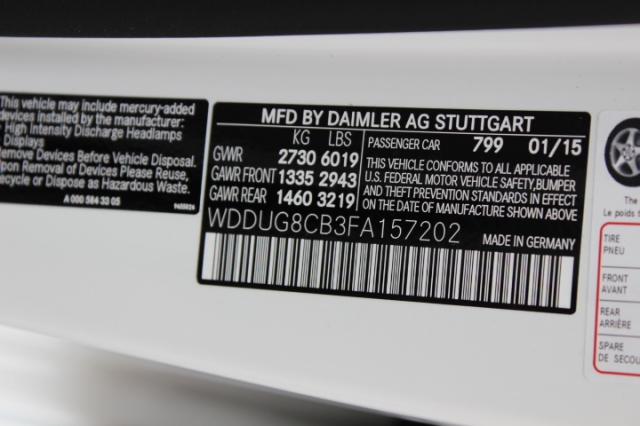 This vehicle may include mercury-added
devices installed by the manufacturer:
High Intensity Discharge Headlamps
Displays
Remove Devices Before Vehicle Disposal.
Upon Removal of Devices Please Reuse,
Recycle or Dispose as Hazardous Waste.
A 000 584 33 05
MFD BY DAIMLER AG STUTTGART
KG LBS
PASSENGER CAR 799 01/15
GVWR 2730 6019
GAWR FRONT 1335 2943
GAWR REAR 1460 3219
THIS VEHICLE CONFORMS TO ALL APPLICABLE
U.S. FEDERAL MOTOR VEHICLE SAFETY,BUMPER
AND THEFT PREVENTION STANDARDS IN EFFECT
ON THE DATE OF MANUFACTURE SHOWN ABOVE.
WDDUG8CB3FA157202
MADE IN GERMANY
The
Le poids
TIRE
PNEU
FRONT
AVANT
REAR
ARRIÈRE
SPARE
DE SECOU